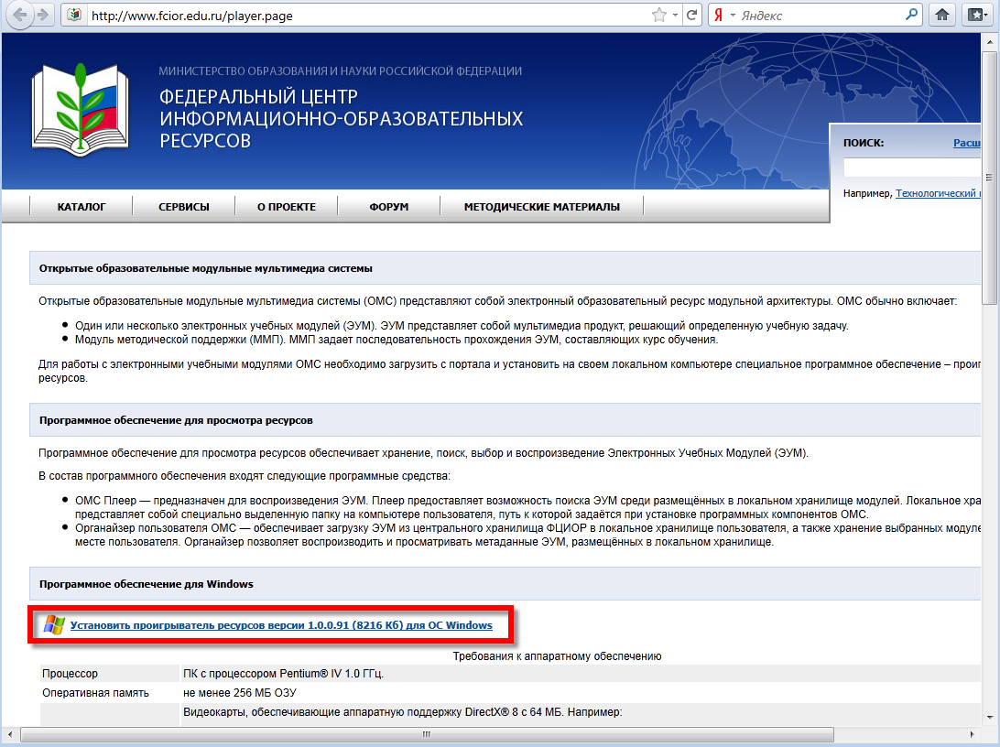 http://www.fcior.edu.ru/player.page
Я Яндекс
МИНИСТЕРСТВО ОБРАЗОВАНИЯ И НАУКИ РОССИЙСКОЙ ФЕДЕРАЦИИ
ФЕДЕРАЛЬНЫЙ ЦЕНТР
ИНФОРМАЦИОННО-ОБРАЗОВАТЕЛЬНЫХ
РЕСУРСОВ
ПОИСК: Расш
Например, Технологический
КАТАЛОГ СЕРВИСЫ О ПРОЕКТЕ ФОРУМ МЕТОДИЧЕСКИЕ МАТЕРИАЛЫ
Открытые образовательные модульные мультимедиа системы
Открытые образовательные модульные мультимедиа системы (ОМС) представляют собой электронный образовательный ресурс модульной архитектуры. ОМС обычно включает:
Один или несколько электронных учебных модулей (ЭУМ). ЭУМ представляет собой мультимедиа продукт, решающий определенную учебную задачу.
Модуль методической поддержки (ММП). ММП задает последовательность прохождения ЭУМ, составляющих курс обучения.
Для работы с электронными учебными модулями ОМС необходимо загрузить с портала и установить на своем локальном компьютере специальное программное обеспечение – проиг
ресурсов.
Программное обеспечение для просмотра ресурсов
Программное обеспечение для просмотра ресурсов обеспечивает хранение, поиск, выбор и воспроизведение Электронных Учебных Модулей (ЭУМ).
В состав программного обеспечения входят следующие программные средства:
ОМС Плеер — предназначен для воспроизведения ЭУМ. Плеер предоставляет возможность поиска ЭУМ среди размещённых в локальном хранилище модулей. Локальное хра
представляет собой специально выделенную папку на компьютере пользователя, путь к которой задаётся при установке программных компонентов ОМС.
Органайзер пользователя ОМС — обеспечивает загрузку ЭУМ из центрального хранилища ФЦИОР в локальное хранилище пользователя, а также хранение выбранных модуле
месте пользователя. Органайзер позволяет воспроизводить и просматривать метаданные ЭУМ, размещённых в локальном хранилище.
Программное обеспечение для Windows
Установить проигрыватель ресурсов версии 1.0.0.91 (8216 Кб) для ОС Windows
Требования к аппаратному обеспечению
Процессор ПК с процессором Pentium® IV 1.0 ГГц.
Оперативная память не менее 256 МБ ОЗУ
Видеокарты, обеспечивающие аппаратную поддержку DirectX® 8 с 64 МБ. Например: